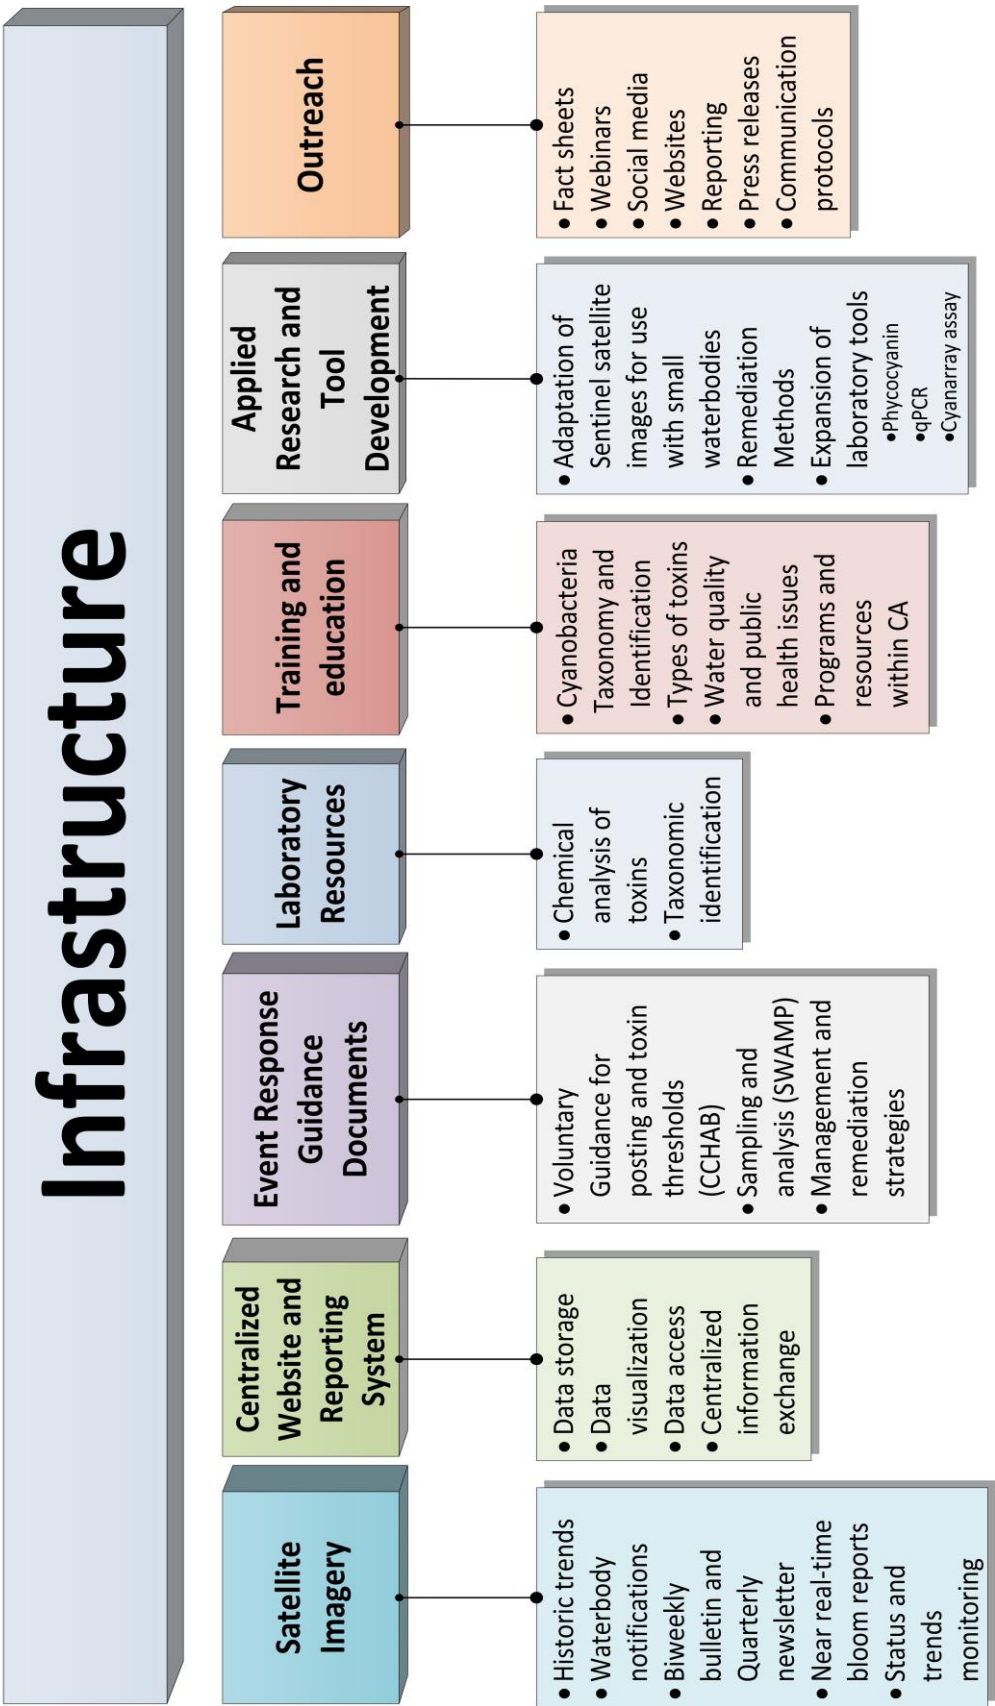 Infrastructure
Satellite
Imagery
• Historic trends
• Waterbody
notifications
• Biweekly
bulletin and
Quarterly
newsletter
• Near real-time
bloom reports
• Status and
trends
monitoring
Centralized
Website and
Reporting
System
• Data storage
• Data
visualization
• Data access
• Centralized
information
exchange
Event Response
Guidance
Documents
• Voluntary
Guidance for
posting and toxin
thresholds
(CCHAB)
• Sampling and
analysis (SWAMP)
• Management and
remediation
strategies
Laboratory
Resources
• Chemical
analysis of
toxins
• Taxonomic
identification
Training and
education
• Cyanobacteria
Taxonomy and
Identification
• Types of toxins
• Water quality
and public
health issues
• Programs and
resources
within CA
Applied
Research and
Tool
Development
• Adaptation of
Sentinel satellite
images for use
with small
waterbodies
• Remediation
Methods
• Expansion of
laboratory tools
•Phycocyanin
•qPCR
•Cyanarray assay
Outreach
• Fact sheets
• Webinars
• Social media
• Websites
• Reporting
• Press releases
• Communication
protocols